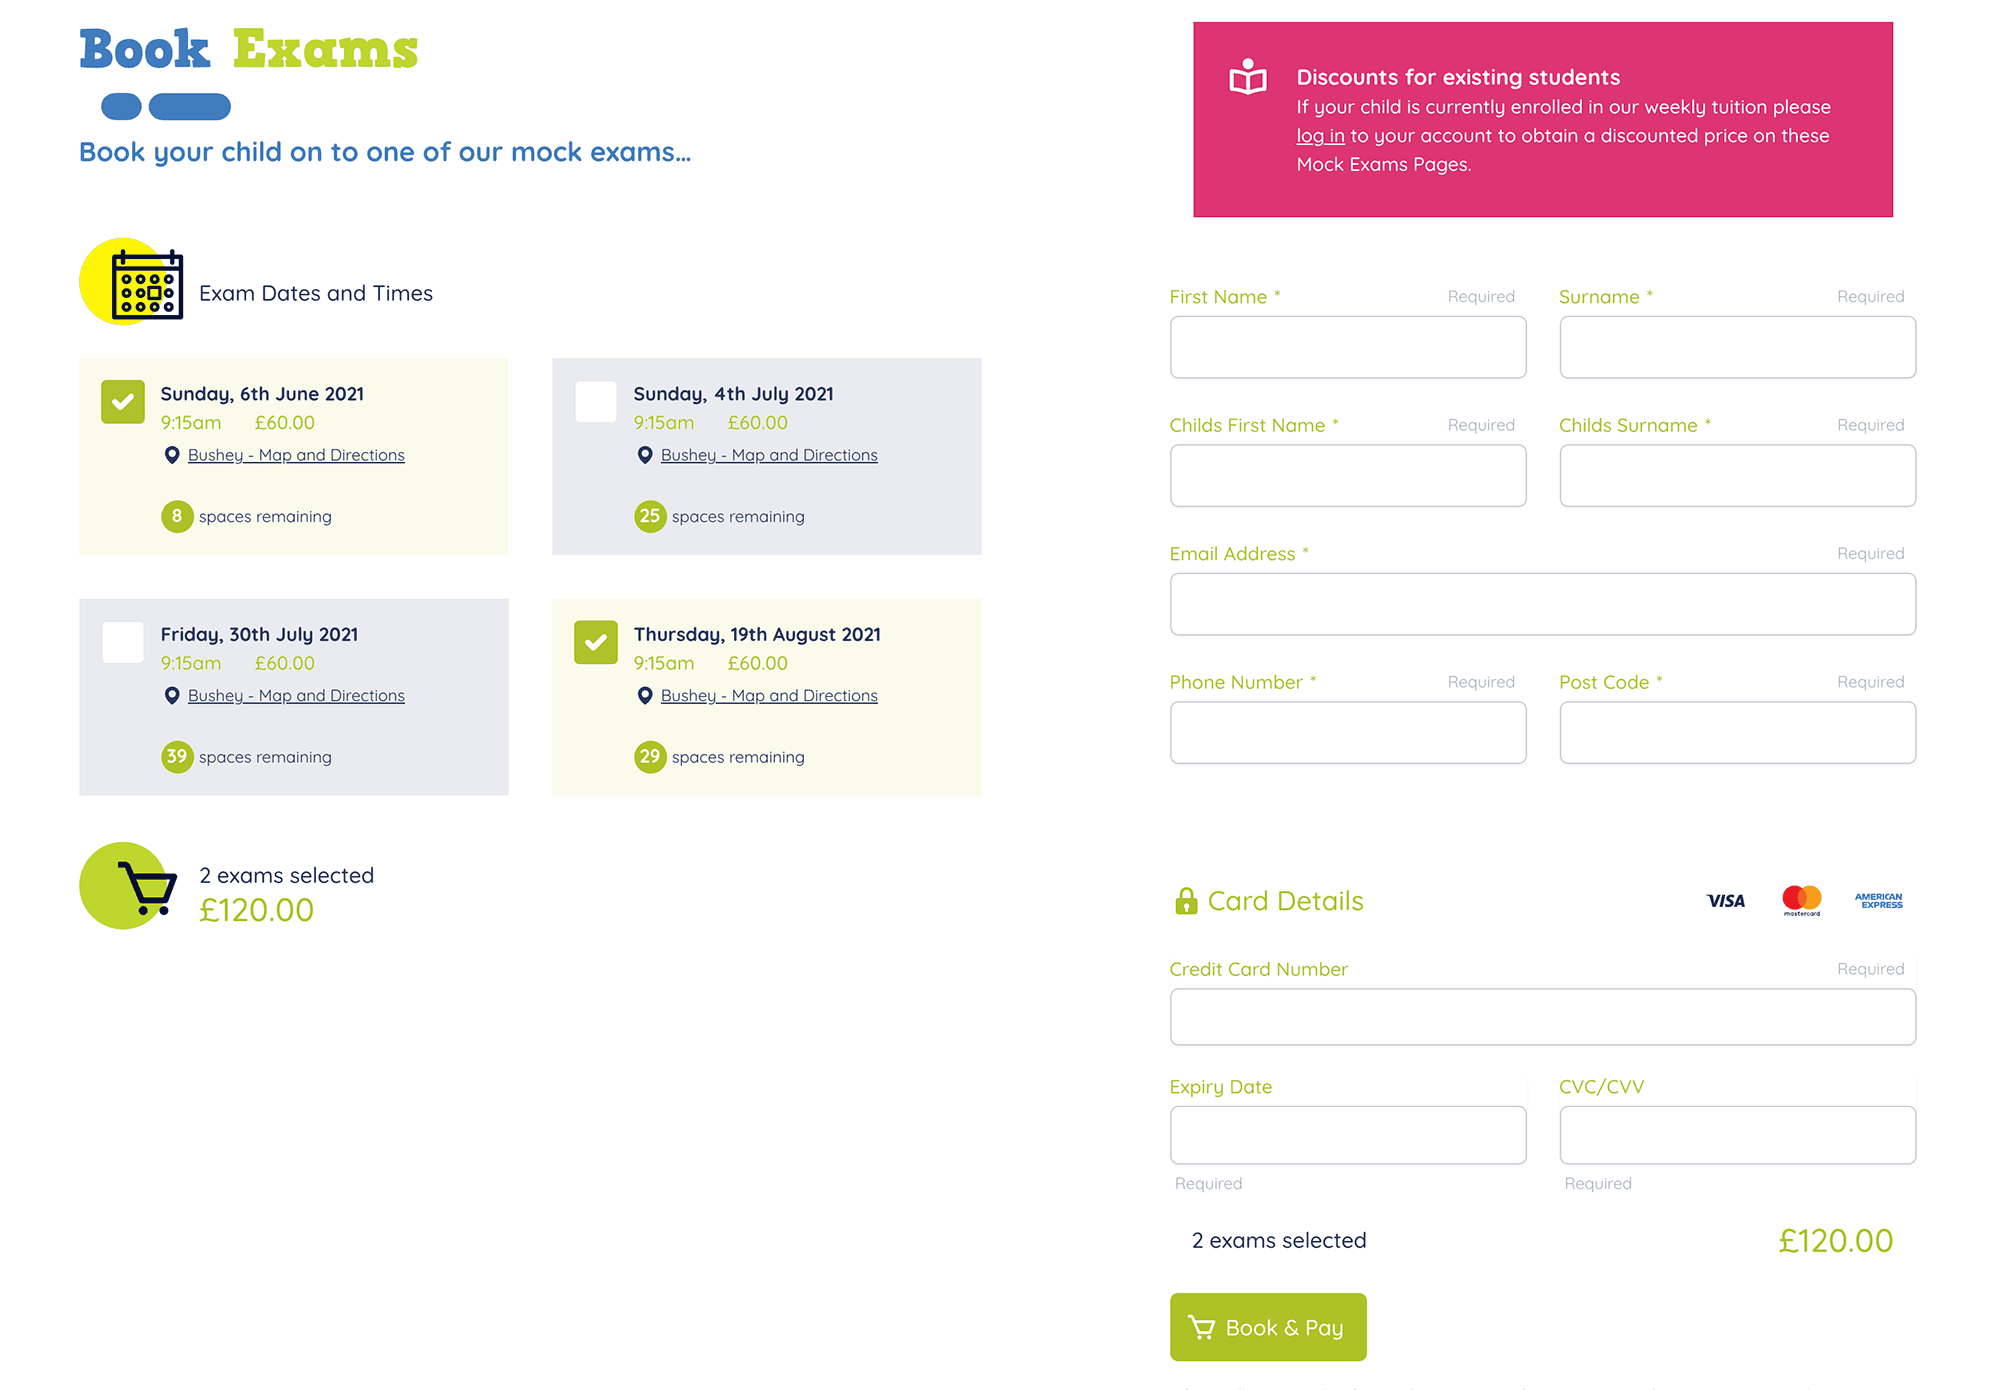 Book Exams
Book your child on to one of our mock exams...
Exam Dates and Times
Sunday, 6th June 2021
9:15am £60.00
Bushey - Map and Directions
8 spaces remaining
Sunday, 4th July 2021
9:15am £60.00
Bushey - Map and Directions
25 spaces remaining
Friday, 30th July 2021
9:15am £60.00
Bushey - Map and Directions
39 spaces remaining
Thursday, 19th August 2021
9:15am £60.00
Bushey - Map and Directions
29 spaces remaining
2 exams selected
£120.00
Discounts for existing students
If your child is currently enrolled in our weekly tuition please
log in to your account to obtain a discounted price on these
Mock Exams Pages.
First Name * Required
Surname * Required
Childs First Name * Required
Childs Surname * Required
Email Address * Required
Phone Number * Required
Post Code * Required
Card Details
VISA
mastercard
AMERICAN
EXPRESS
Credit Card Number Required
Expiry Date
Required
CVC/CVV
Required
2 exams selected £120.00
Book & Pay